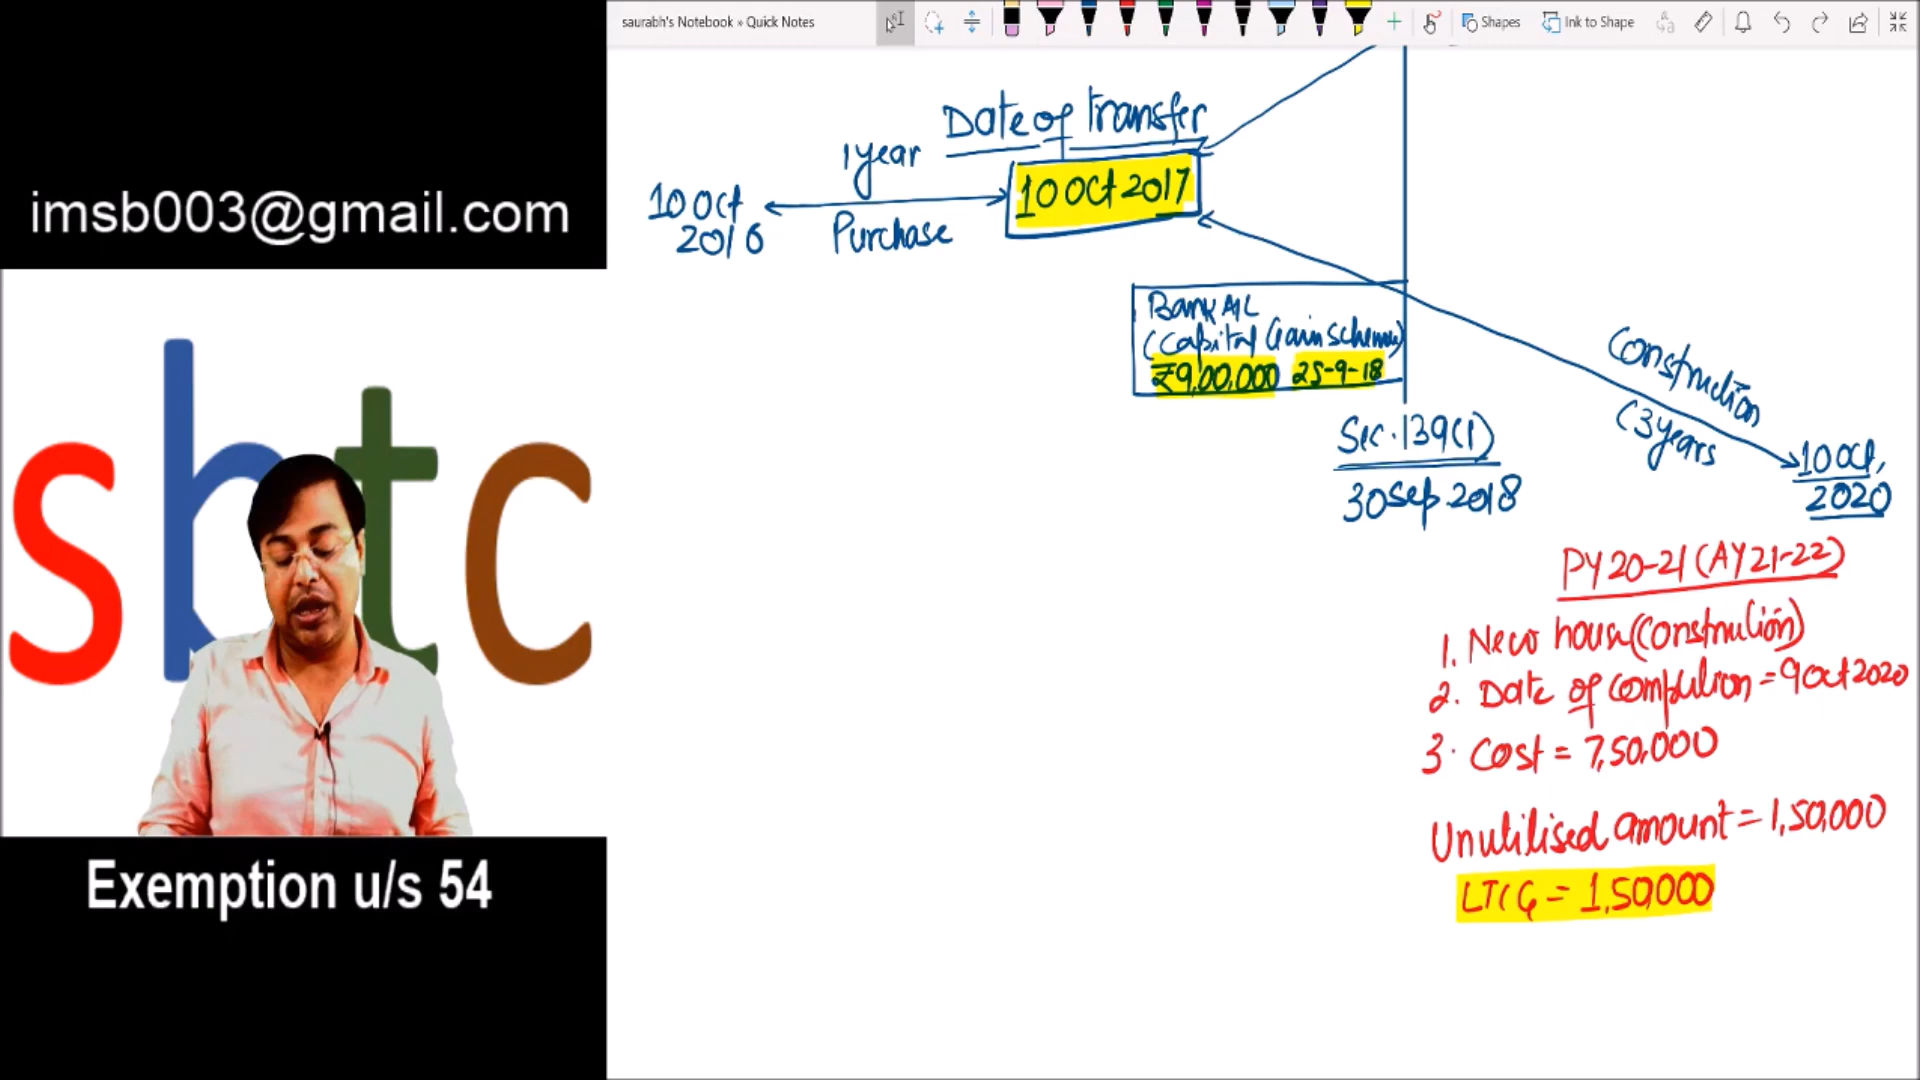 saurabh's Notebook » Quick Notes
Shapes
Ink to Shape
imsb003@gmail.com
sbtc
Exemption u/s 54
Date of transfer
10 Oct 2017
1 year
Purchase
10 Oct
2016
Bank A/c
(Capital Gain Scheme)
₹9,00,000 25-9-18
Sec. 139(1)
30 Sep 2018
Construction
(3 years
10 Oct,
2020
PY 20-21 (AY 21-22)
1. New house (Construction)
2. Date of completion = 9 Oct 2020
3. Cost = 7,50,000
Unutilised amount = 1,50,000
LTCG = 1,50,000